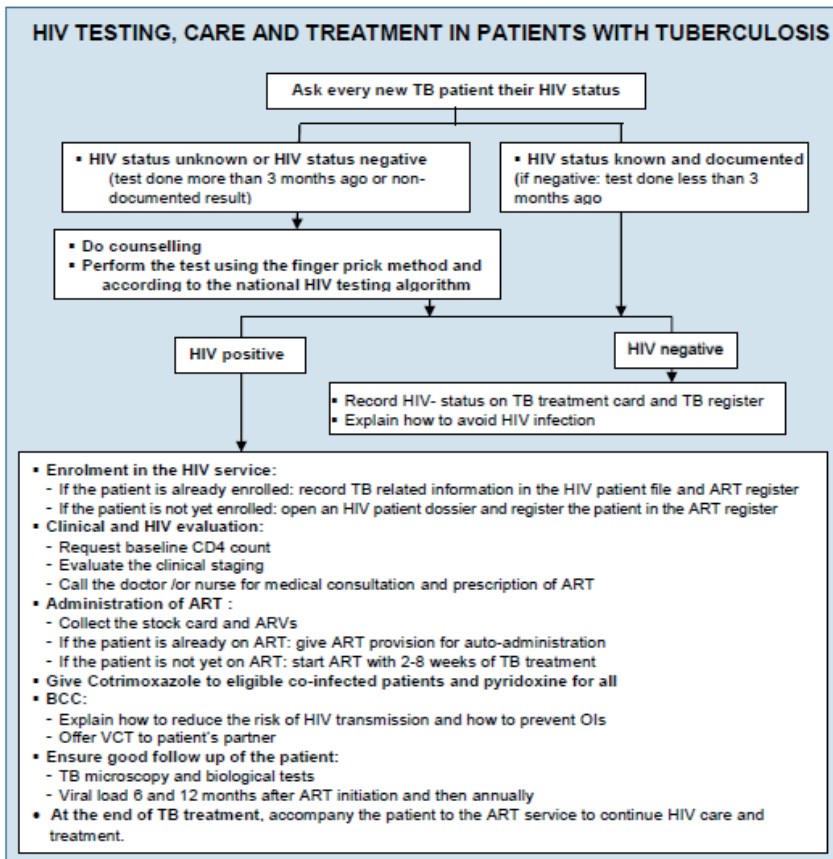 HIV TESTING, CARE AND TREATMENT IN PATIENTS WITH TUBERCULOSIS
Ask every new TB patient their HIV status
▪ HIV status unknown or HIV status negative
(test done more than 3 months ago or non-
documented result)
▪ HIV status known and documented
(if negative: test done less than 3
months ago
▪ Do counselling
▪ Perform the test using the finger prick method and
according to the national HIV testing algorithm
HIV positive
HIV negative
▪ Record HIV- status on TB treatment card and TB register
▪ Explain how to avoid HIV infection
▪ Enrolment in the HIV service:
- If the patient is already enrolled: record TB related information in the HIV patient file and ART register
- If the patient is not yet enrolled: open an HIV patient dossier and register the patient in the ART register
▪ Clinical and HIV evaluation:
- Request baseline CD4 count
- Evaluate the clinical staging
- Call the doctor /or nurse for medical consultation and prescription of ART
▪ Administration of ART :
- Collect the stock card and ARVs
- If the patient is already on ART: give ART provision for auto-administration
- If the patient is not yet on ART: start ART with 2-8 weeks of TB treatment
▪ Give Cotrimoxazole to eligible co-infected patients and pyridoxine for all
▪ BCC:
- Explain how to reduce the risk of HIV transmission and how to prevent OIs
- Offer VCT to patient's partner
▪ Ensure good follow up of the patient:
- TB microscopy and biological tests
- Viral load 6 and 12 months after ART initiation and then annually
• At the end of TB treatment, accompany the patient to the ART service to continue HIV care and
treatment.